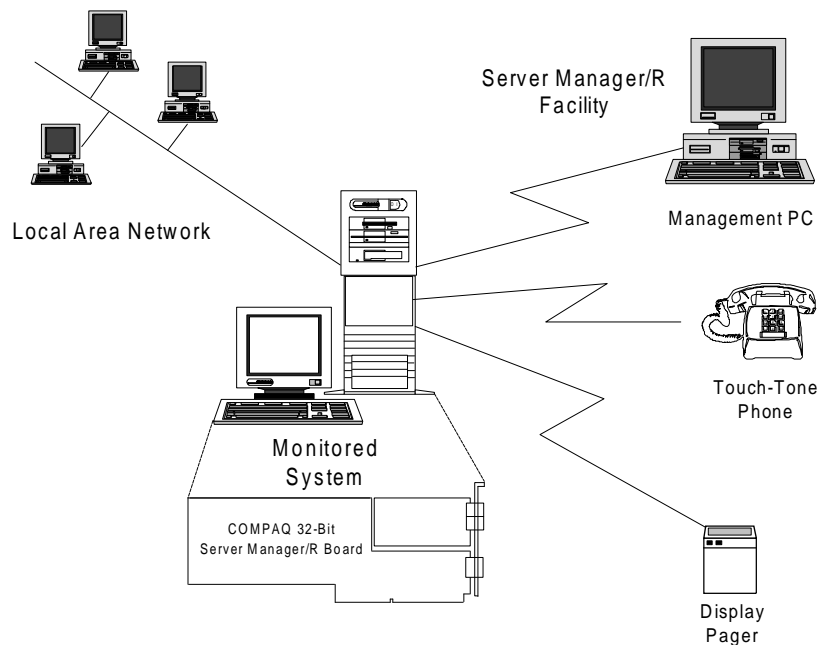 Server Manager/R
Facility
Local Area Network
Management PC
Touch-Tone
Phone
Monitored
System
COMPAQ 32-Bit
Server Manager/R Board
Display
Pager